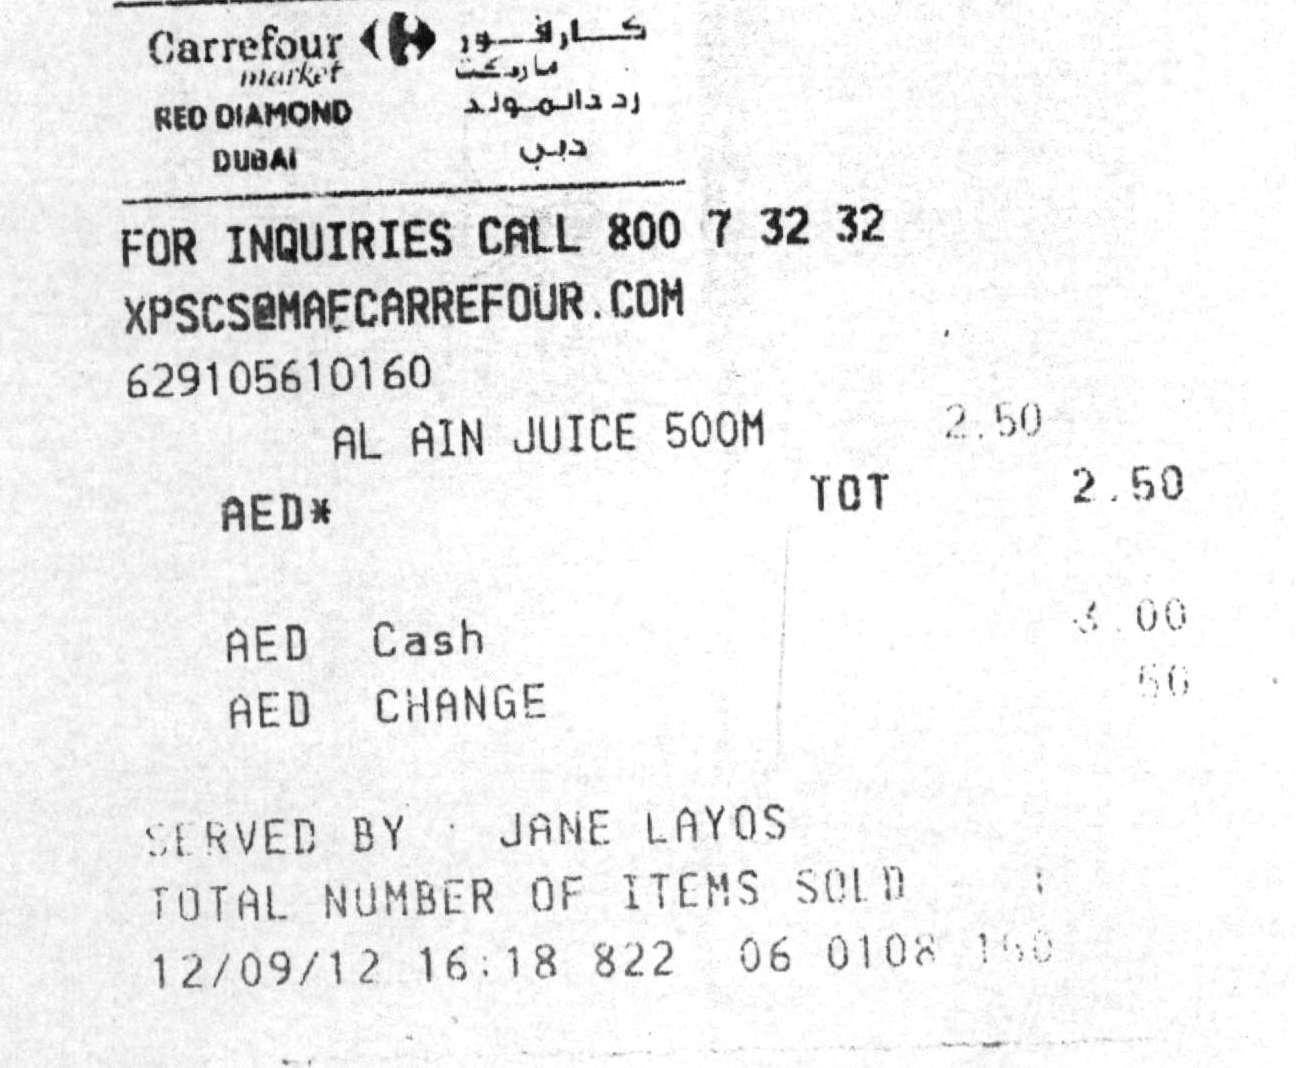 Carrefour كارفور
market ماركت
RED DIAMOND رد دايموند
DUBAI دبي
FOR INQUIRIES CALL 800 7 32 32
XPSCS@MAFCARREFOUR.COM
629105610160
AL AIN JUICE 500M 2.50
AED* TOT 2.50
AED Cash 3.00
AED CHANGE .50
SERVED BY : JANE LAYOS
TOTAL NUMBER OF ITEMS SOLD
12/09/12 16:18 822 06 0108